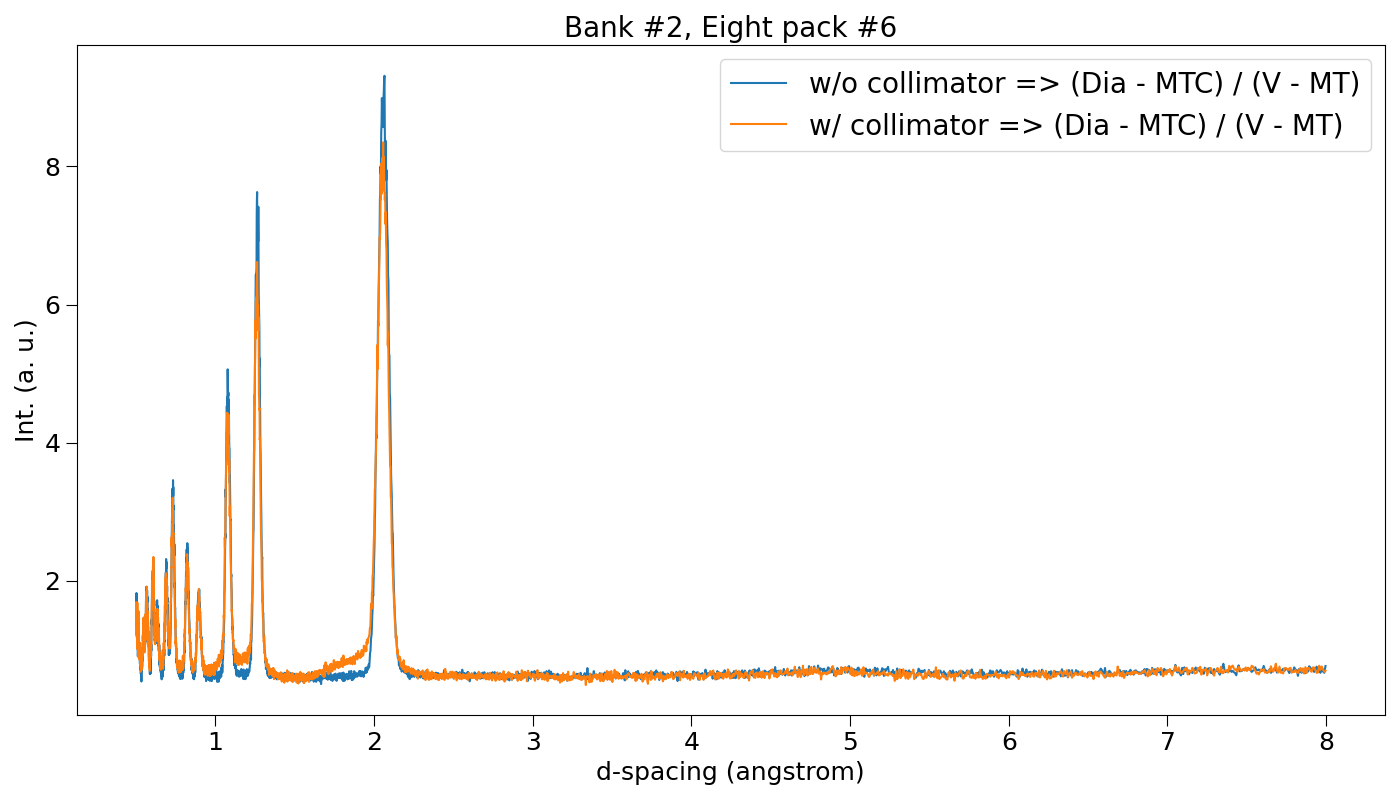 Bank #2, Eight pack #6
w/o collimator => (Dia - MTC) / (V - MT)
w/ collimator => (Dia - MTC) / (V - MT)
Int. (a. u.)
8
6
4
2
1 2 3 4 5 6 7 8
d-spacing (angstrom)